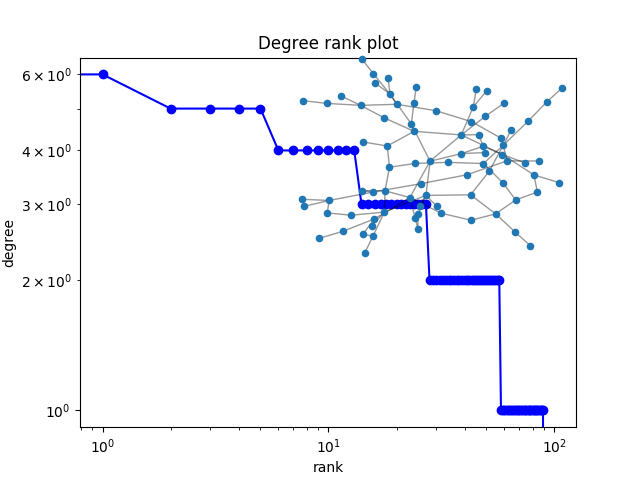 Degree rank plot
degree
6 × 10⁰
4 × 10⁰
3 × 10⁰
2 × 10⁰
10⁰
10⁰ 10¹ 10²
rank